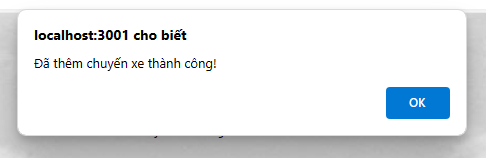 localhost:3001 cho biết
Đã thêm chuyến xe thành công!
OK